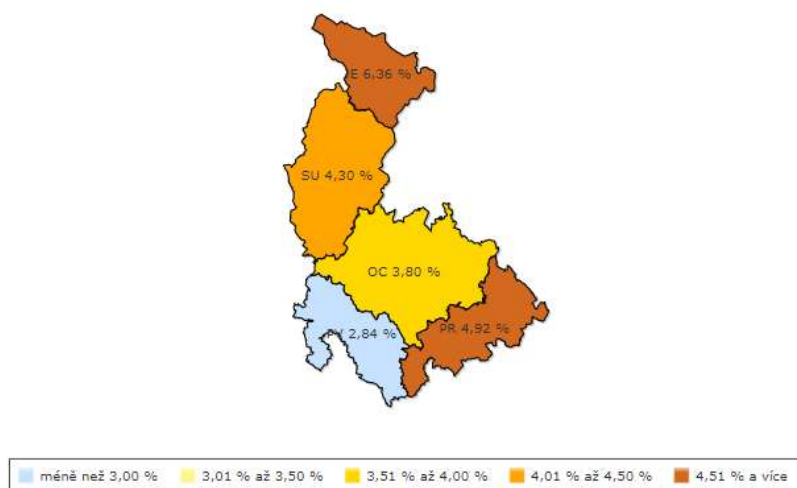 E 6,36 %
SU 4,30 %
OC 3,80 %
PR 4,92 %
PV 2,84 %
méně než 3,00 %
3,01 % až 3,50 %
3,51 % až 4,00 %
4,01 % až 4,50 %
4,51 % a více